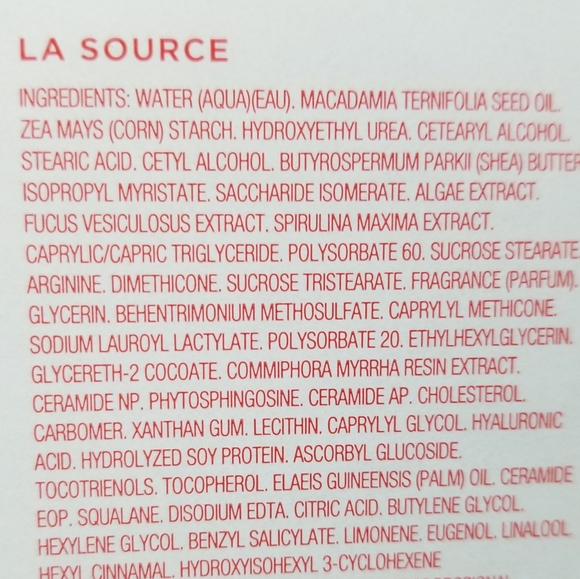 LA SOURCE
INGREDIENTS: WATER (AQUA)(EAU). MACADAMIA TERNIFOLIA SEED OIL.
ZEA MAYS (CORN) STARCH. HYDROXYETHYL UREA. CETEARYL ALCOHOL.
STEARIC ACID. CETYL ALCOHOL. BUTYROSPERMUM PARKII (SHEA) BUTTER
ISOPROPYL MYRISTATE. SACCHARIDE ISOMERATE. ALGAE EXTRACT.
FUCUS VESICULOSUS EXTRACT. SPIRULINA MAXIMA EXTRACT.
CAPRYLIC/CAPRIC TRIGLYCERIDE. POLYSORBATE 60. SUCROSE STEARATE.
ARGININE. DIMETHICONE. SUCROSE TRISTEARATE. FRAGRANCE (PARFUM).
GLYCERIN. BEHENTRIMONIUM METHOSULFATE. CAPRYLYL METHICONE.
SODIUM LAUROYL LACTYLATE. POLYSORBATE 20. ETHYLHEXYLGLYCERIN.
GLYCERETH-2 COCOATE. COMMIPHORA MYRRHA RESIN EXTRACT.
CERAMIDE NP. PHYTOSPHINGOSINE. CERAMIDE AP. CHOLESTEROL.
CARBOMER. XANTHAN GUM. LECITHIN. CAPRYLYL GLYCOL. HYALURONIC
ACID. HYDROLYZED SOY PROTEIN. ASCORBYL GLUCOSIDE.
TOCOTRIENOLS. TOCOPHEROL. ELAEIS GUINEENSIS (PALM) OIL. CERAMIDE
EOP. SQUALANE. DISODIUM EDTA. CITRIC ACID. BUTYLENE GLYCOL.
HEXYLENE GLYCOL. BENZYL SALICYLATE. LIMONENE. EUGENOL. LINALOOL.
HEXYL CINNAMAL. HYDROXYISOHEXYL 3-CYCLOHEXENE